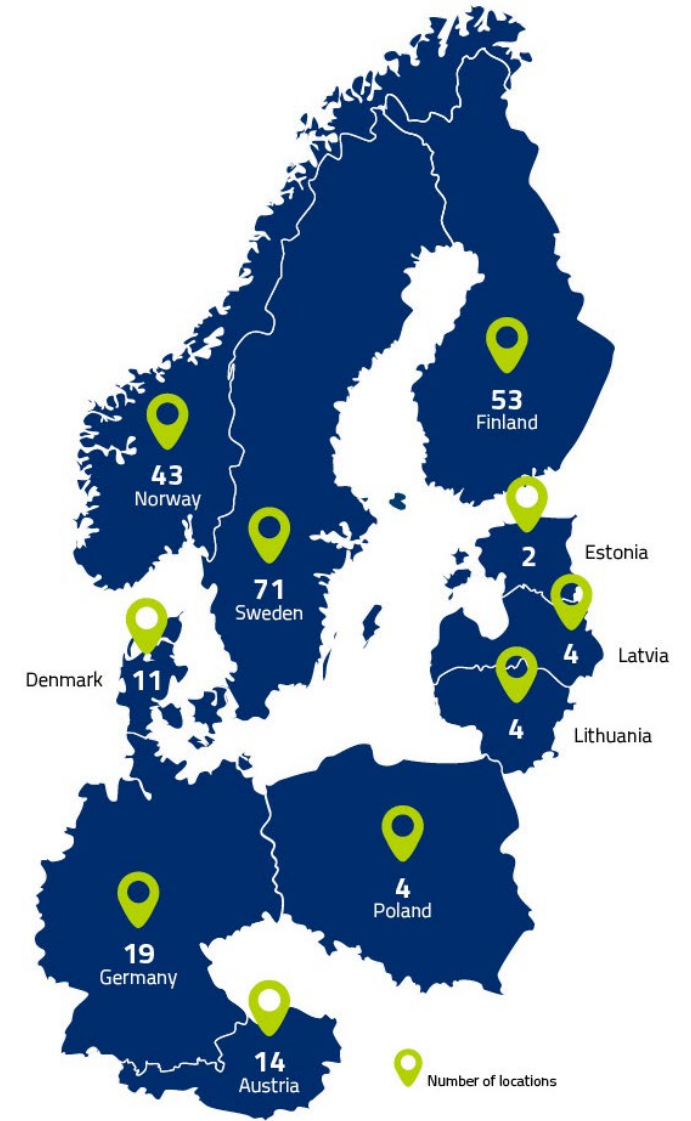 53
Finland
43
Norway
71
Sweden
2
Estonia
4
Latvia
Denmark
11
4
Lithuania
4
Poland
19
Germany
14
Austria
Number of locations